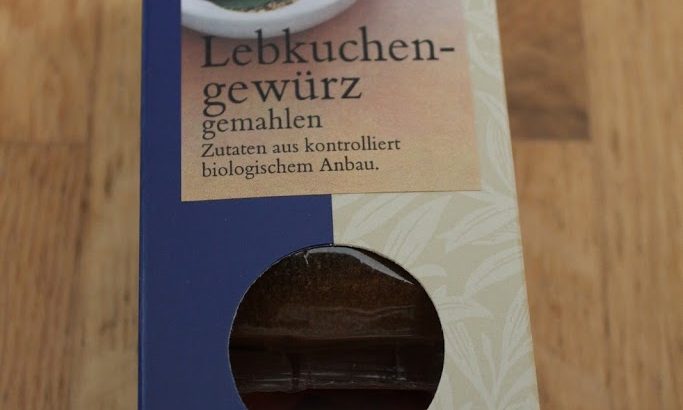 Lebkuchen-
gewürz
gemahlen
Zutaten aus kontrolliert
biologischem Anbau.